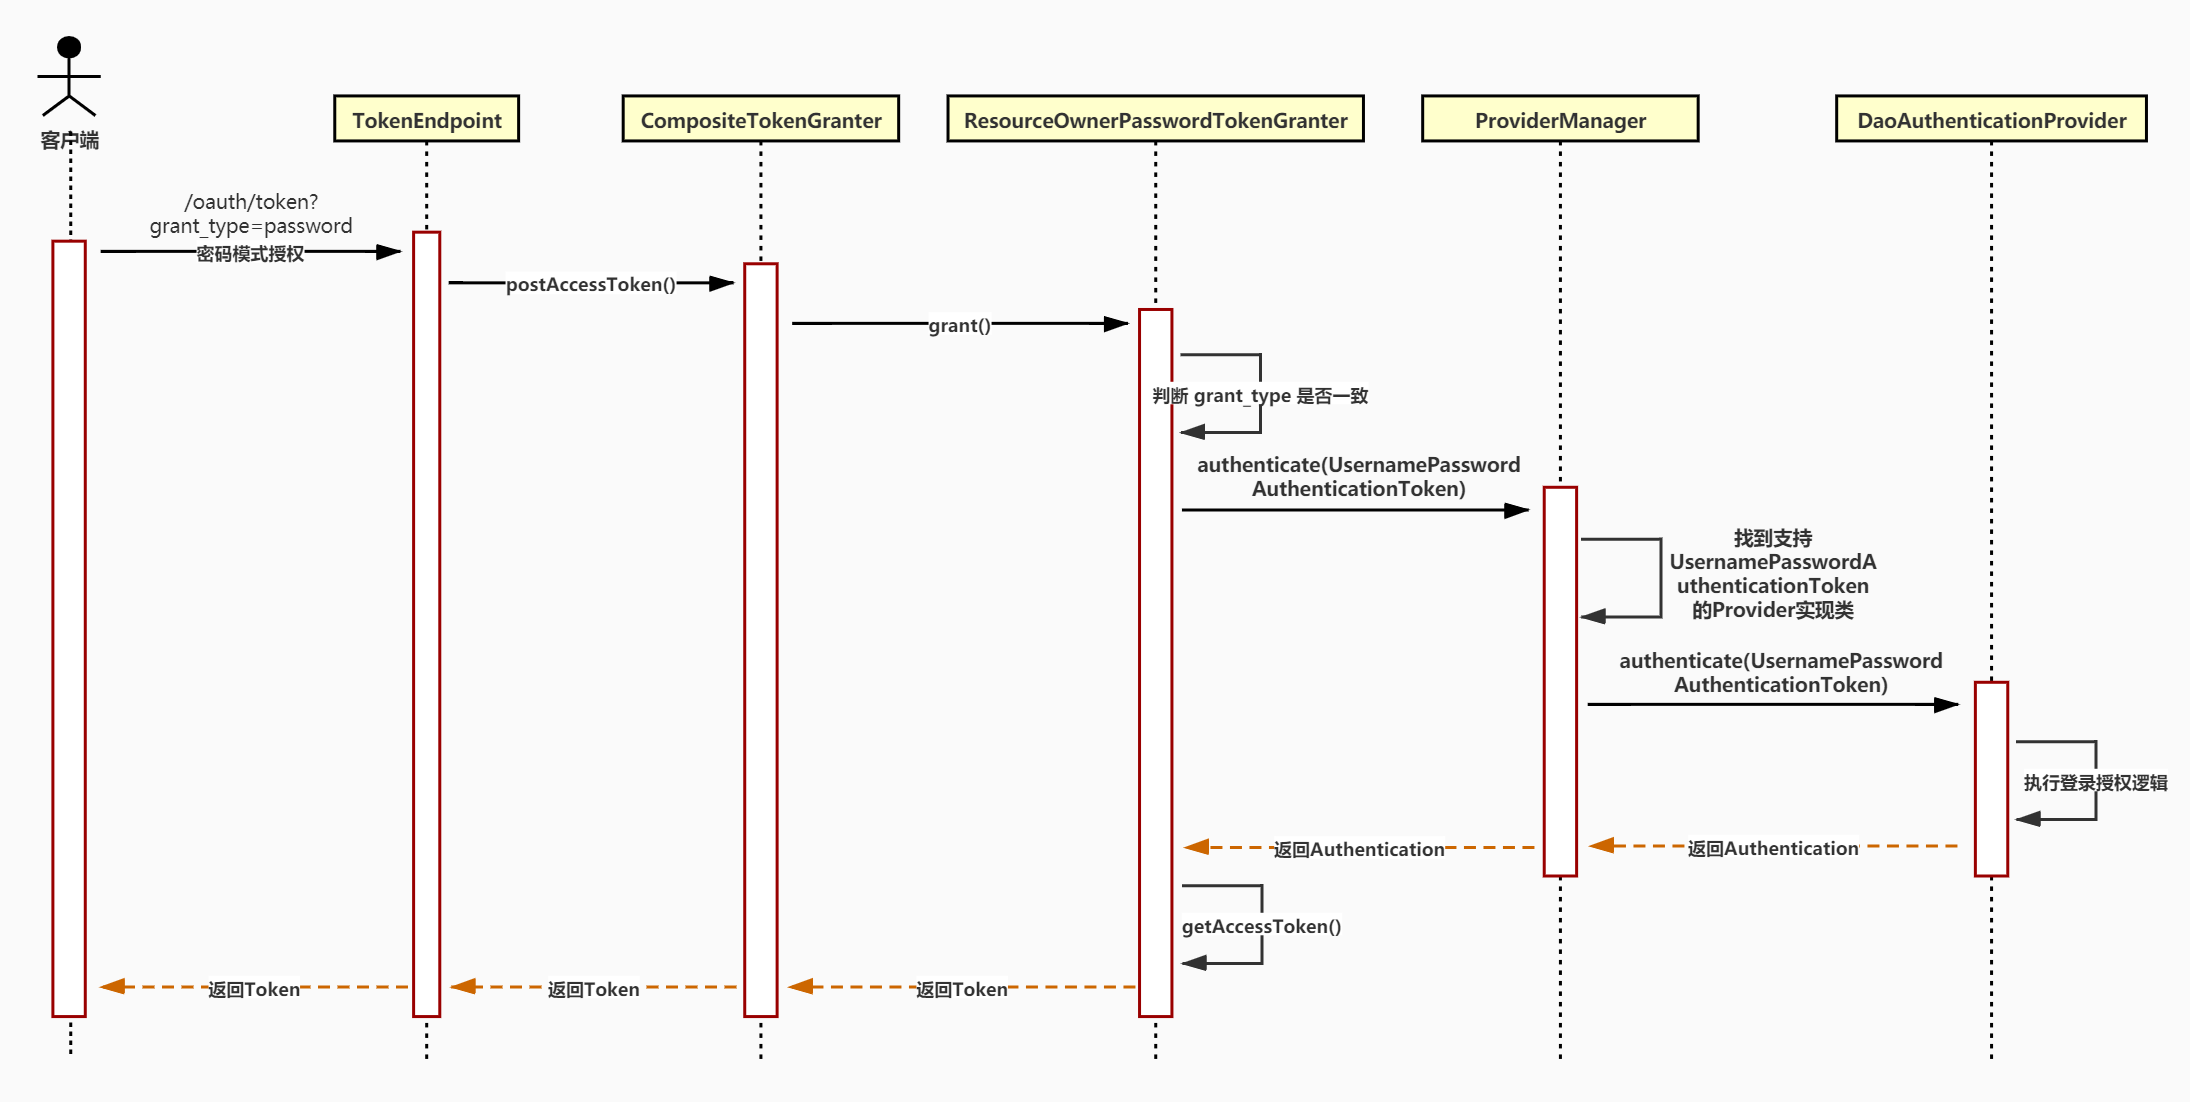 客户端
TokenEndpoint
CompositeTokenGranter
ResourceOwnerPasswordTokenGranter
ProviderManager
DaoAuthenticationProvider
/oauth/token?
grant_type=password
密码模式授权
postAccessToken()
grant()
判断 grant_type 是否一致
authenticate(UsernamePassword
AuthenticationToken)
找到支持
UsernamePasswordA
uthenticationToken
的Provider实现类
authenticate(UsernamePassword
AuthenticationToken)
执行登录授权逻辑
返回Authentication
返回Authentication
getAccessToken()
返回Token
返回Token
返回Token